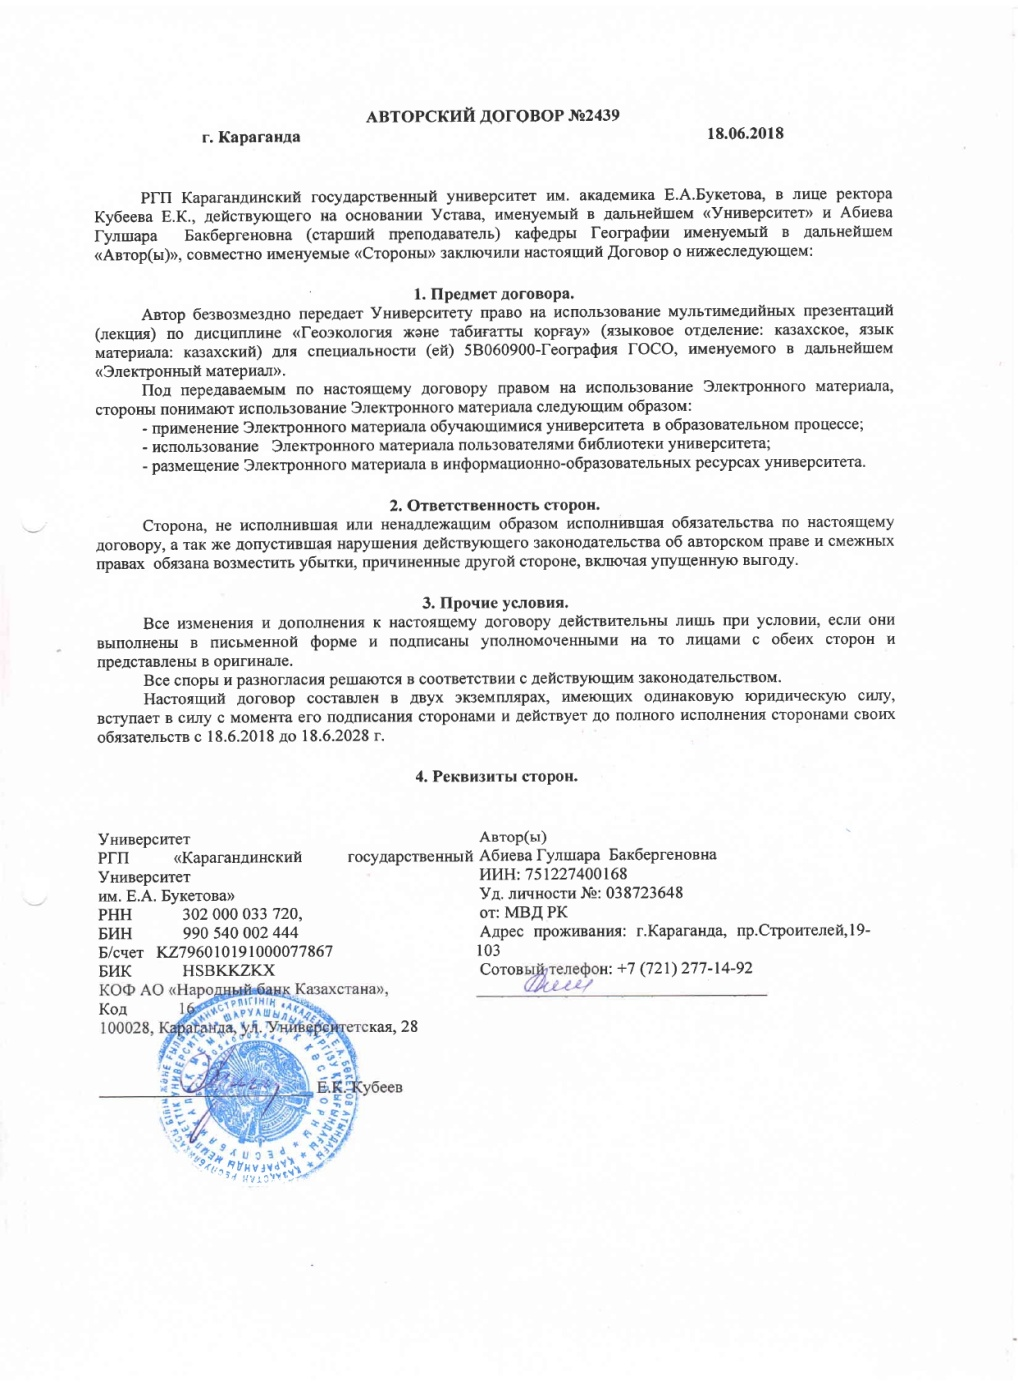 АВТОРСКИЙ ДОГОВОР №2439
г. Караганда 18.06.2018
РГП Карагандинский государственный университет им. академика Е.А.Букетова, в лице ректора
Кубеева Е.К., действующего на основании Устава, именуемый в дальнейшем «Университет» и Абиева
Гулшара Бакбергеновна (старший преподаватель) кафедры Географии именуемый в дальнейшем
«Автор(ы)», совместно именуемые «Стороны» заключили настоящий Договор о нижеследующем:
1. Предмет договора.
Автор безвозмездно передает Университету право на использование мультимедийных презентаций
(лекция) по дисциплине «Геоэкология және табиғатты қорғау» (языковое отделение: казахское, язык
материала: казахский) для специальности (ей) 5В060900-География ГОСО, именуемого в дальнейшем
«Электронный материал».
Под передаваемым по настоящему договору правом на использование Электронного материала,
стороны понимают использование Электронного материала следующим образом:
- применение Электронного материала обучающимися университета в образовательном процессе;
- использование Электронного материала пользователями библиотеки университета;
- размещение Электронного материала в информационно-образовательных ресурсах университета.
2. Ответственность сторон.
Сторона, не исполнившая или ненадлежащим образом исполнившая обязательства по настоящему
договору, а так же допустившая нарушения действующего законодательства об авторском праве и смежных
правах обязана возместить убытки, причиненные другой стороне, включая упущенную выгоду.
3. Прочие условия.
Все изменения и дополнения к настоящему договору действительны лишь при условии, если они
выполнены в письменной форме и подписаны уполномоченными на то лицами с обеих сторон и
представлены в оригинале.
Все споры и разногласия решаются в соответствии с действующим законодательством.
Настоящий договор составлен в двух экземплярах, имеющих одинаковую юридическую силу,
вступает в силу с момента его подписания сторонами и действует до полного исполнения сторонами своих
обязательств с 18.6.2018 до 18.6.2028 г.
4. Реквизиты сторон.
Университет
РГП «Карагандинский государственный
Университет
им. Е.А. Букетова»
РНН 302 000 033 720,
БИН 990 540 002 444
Б/счет KZ796010191000077867
БИК HSBKKZKX
КОФ АО «Народный банк Казахстана»,
Код 16
100028, Караганда, ул. Университетская, 28
Е.К. Кубеев
Автор(ы)
Абиева Гулшара Бакбергеновна
ИИН: 751227400168
Уд. личности №: 038723648
от: МВД РК
Адрес проживания: г.Караганда, пр.Строителей,19-
103
Сотовый телефон: +7 (721) 277-14-92